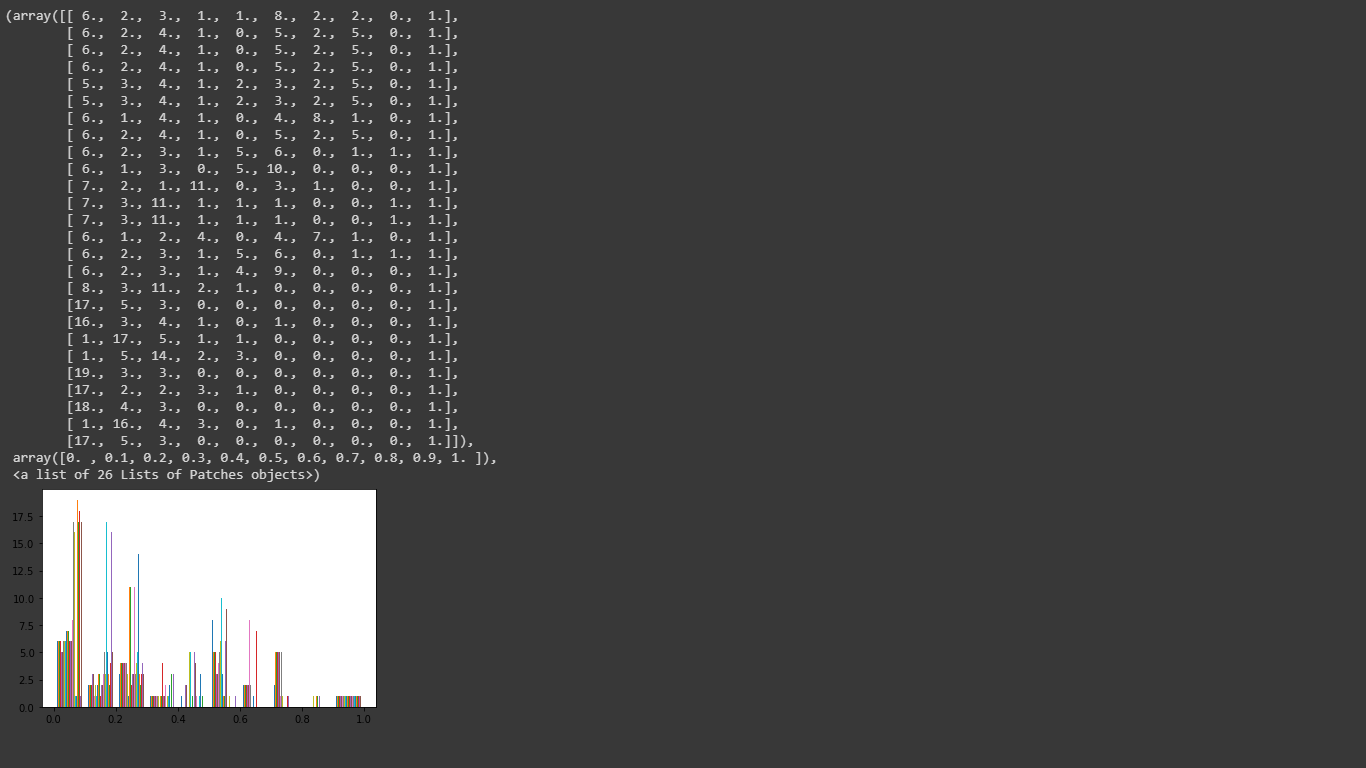 (array([[ 6., 2., 3., 1., 1., 8., 2., 2., 0., 1.],
[ 6., 2., 4., 1., 0., 5., 2., 5., 0., 1.],
[ 6., 2., 4., 1., 0., 5., 2., 5., 0., 1.],
[ 6., 2., 4., 1., 0., 5., 2., 5., 0., 1.],
[ 5., 3., 4., 1., 2., 3., 2., 5., 0., 1.],
[ 5., 3., 4., 1., 2., 3., 2., 5., 0., 1.],
[ 6., 1., 4., 1., 0., 4., 8., 1., 0., 1.],
[ 6., 2., 4., 1., 0., 5., 2., 5., 0., 1.],
[ 6., 2., 3., 1., 5., 6., 0., 1., 1., 1.],
[ 6., 1., 3., 0., 5., 10., 0., 0., 0., 1.],
[ 7., 2., 1., 11., 0., 3., 1., 0., 0., 1.],
[ 7., 3., 11., 1., 1., 1., 0., 0., 1., 1.],
[ 7., 3., 11., 1., 1., 1., 0., 0., 1., 1.],
[ 6., 1., 2., 4., 0., 4., 7., 1., 0., 1.],
[ 6., 2., 3., 1., 5., 6., 0., 1., 1., 1.],
[ 6., 2., 3., 1., 4., 9., 0., 0., 0., 1.],
[ 8., 3., 11., 2., 1., 0., 0., 0., 0., 1.],
[17., 5., 3., 0., 0., 0., 0., 0., 0., 1.],
[16., 3., 4., 1., 0., 1., 0., 0., 0., 1.],
[ 1., 17., 5., 1., 1., 0., 0., 0., 0., 1.],
[ 1., 5., 14., 2., 3., 0., 0., 0., 0., 1.],
[19., 3., 3., 0., 0., 0., 0., 0., 0., 1.],
[17., 2., 2., 3., 1., 0., 0., 0., 0., 1.],
[18., 4., 3., 0., 0., 0., 0., 0., 0., 1.],
[ 1., 16., 4., 3., 0., 1., 0., 0., 0., 1.],
[17., 5., 3., 0., 0., 0., 0., 0., 0., 1.]]),
array([0. , 0.1, 0.2, 0.3, 0.4, 0.5, 0.6, 0.7, 0.8, 0.9, 1. ]),
<a list of 26 Lists of Patches objects>)
17.5
15.0
12.5
10.0
7.5
5.0
2.5
0.0
0.0 0.2 0.4 0.6 0.8 1.0